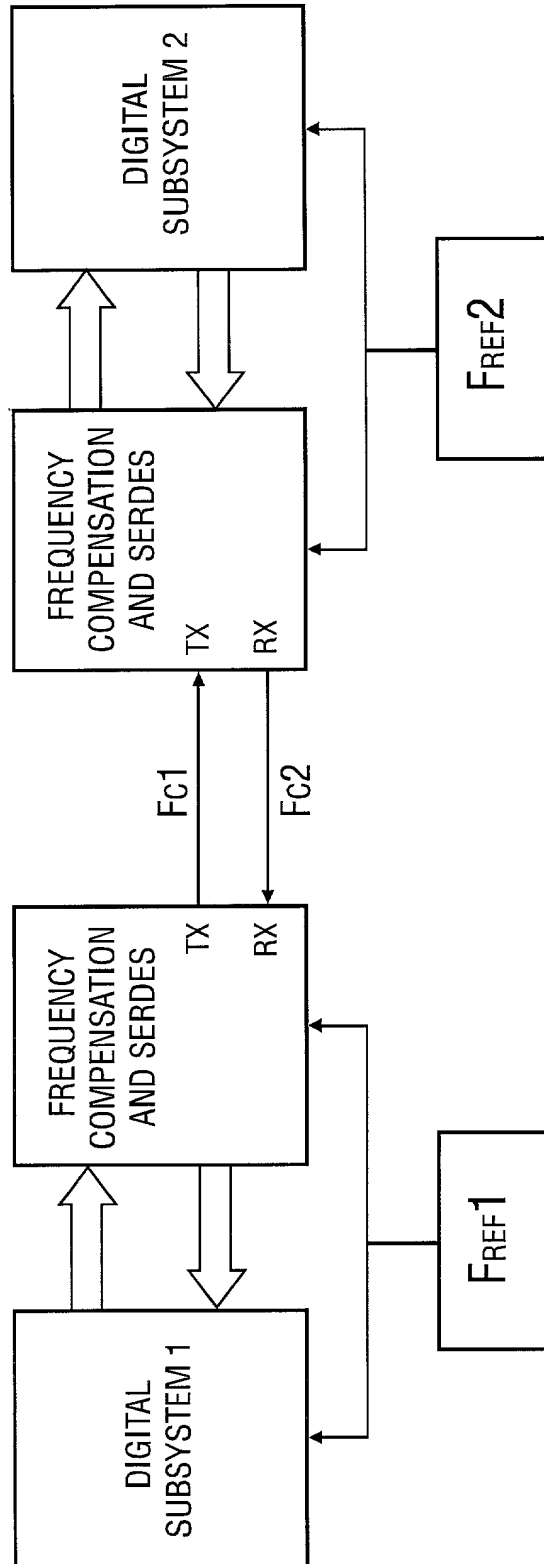 DIGITAL
SUBSYSTEM 1
FREQUENCY
COMPENSATION
AND SERDES
TX
RX
FC1
FC2
FREQUENCY
COMPENSATION
AND SERDES
TX
RX
DIGITAL
SUBSYSTEM 2
FREF1
FREF2